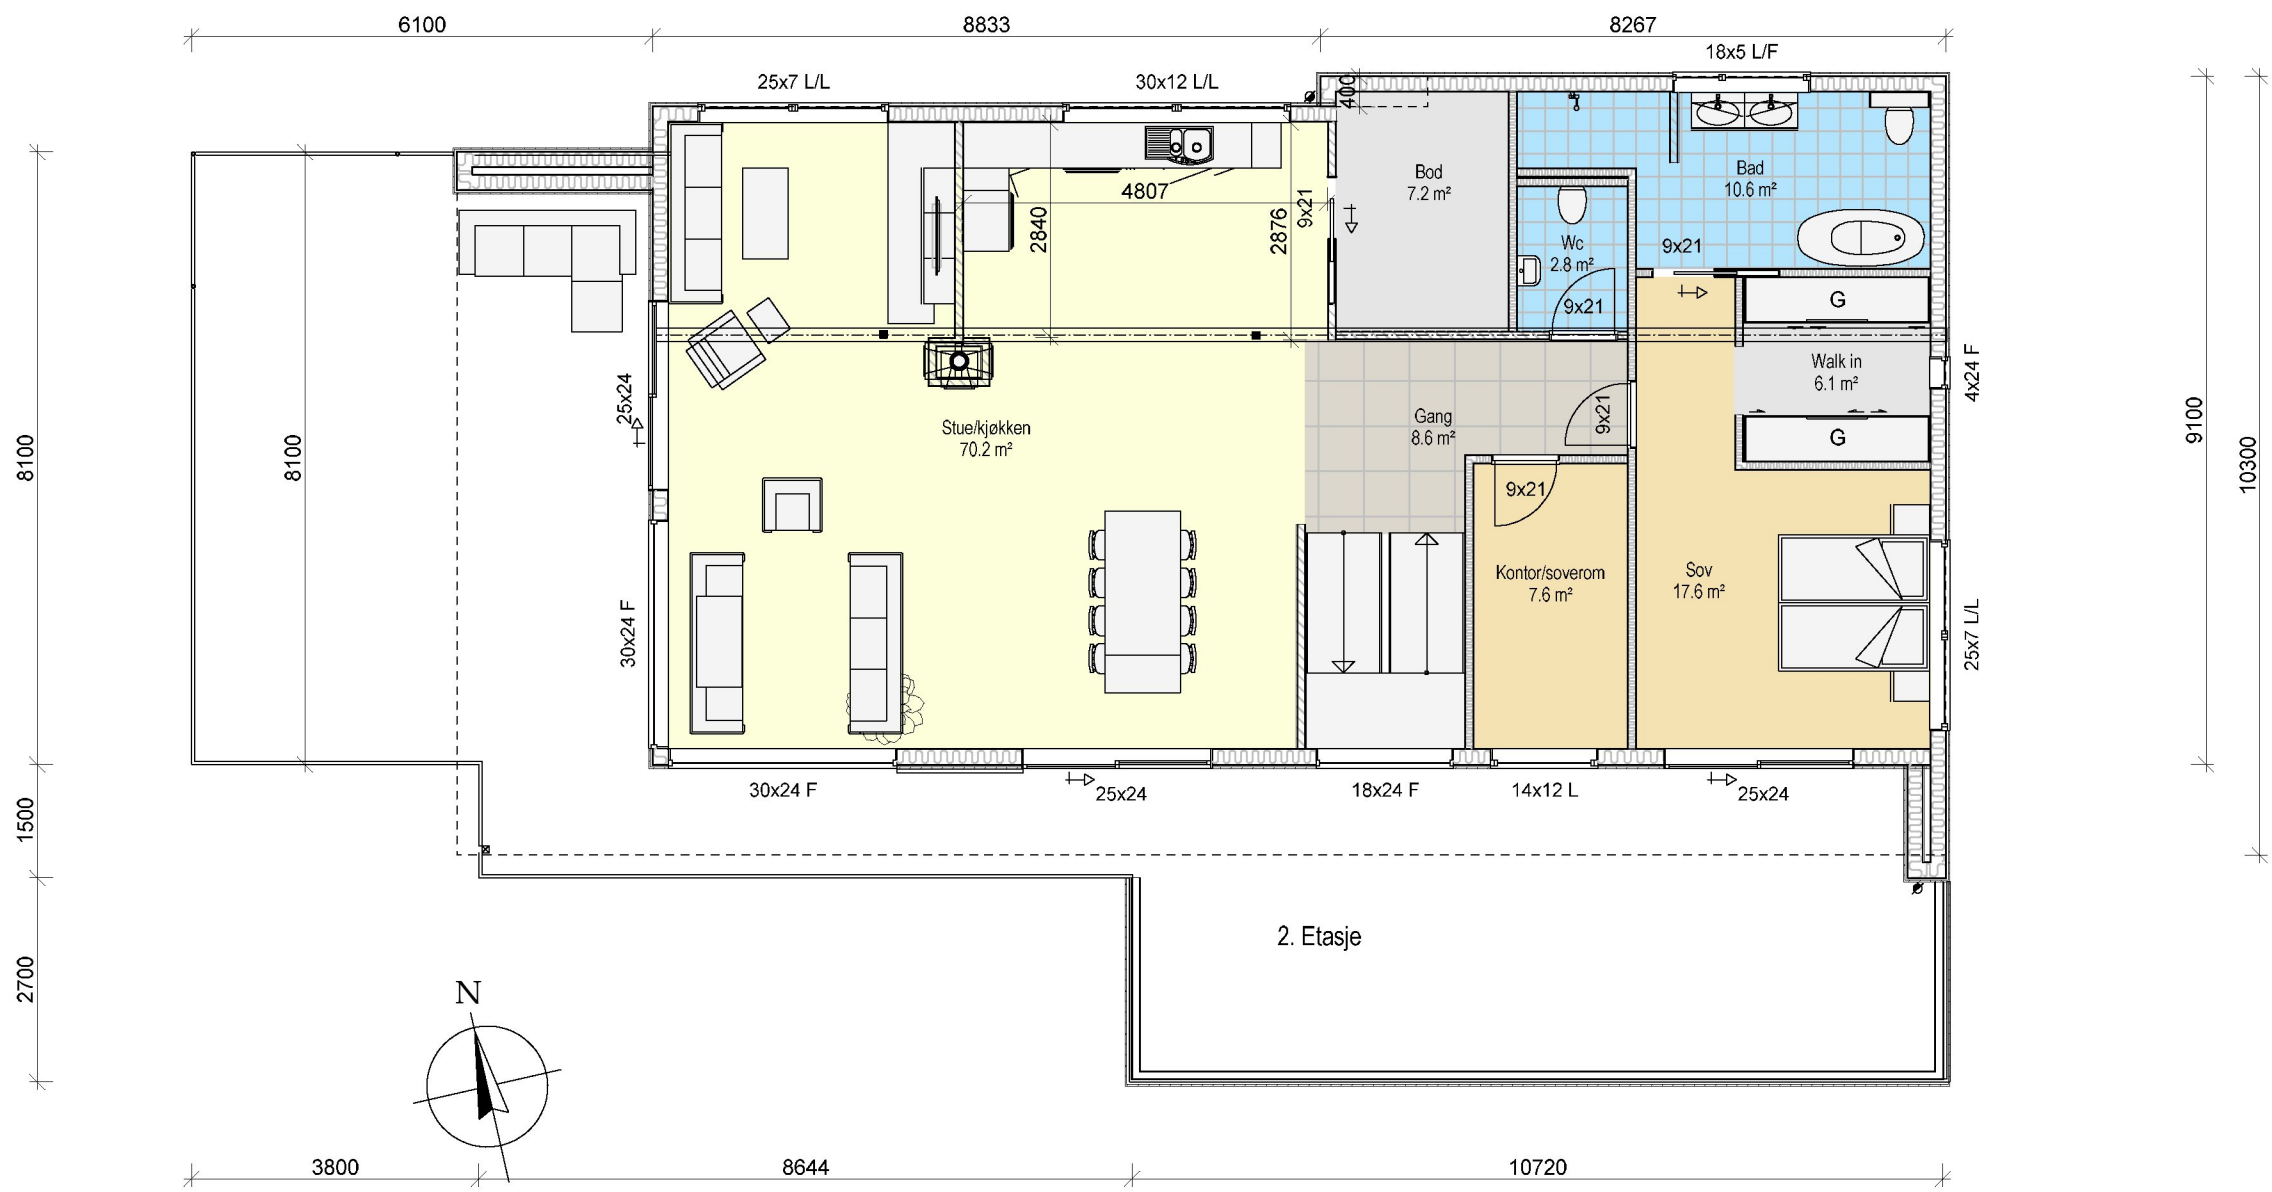 6100
8833
8267
18x5 L/F
25x7 L/L
30x12 L/L
400
Bod
7.2 m²
Bad
10.6 m²
4807
2840
2876
9x21
Wc
2.8 m²
9x21
9x21
G
Walk in
6.1 m²
4x24 F
G
25x24
Stue/kjøkken
70.2 m²
Gang
8.6 m²
9x21
9x21
8100
8100
9100
10300
Kontor/soverom
7.6 m²
Sov
17.6 m²
30x24 F
25x7 L/L
30x24 F
25x24
18x24 F
14x12 L
25x24
1500
2700
2. Etasje
N
3800
8644
10720